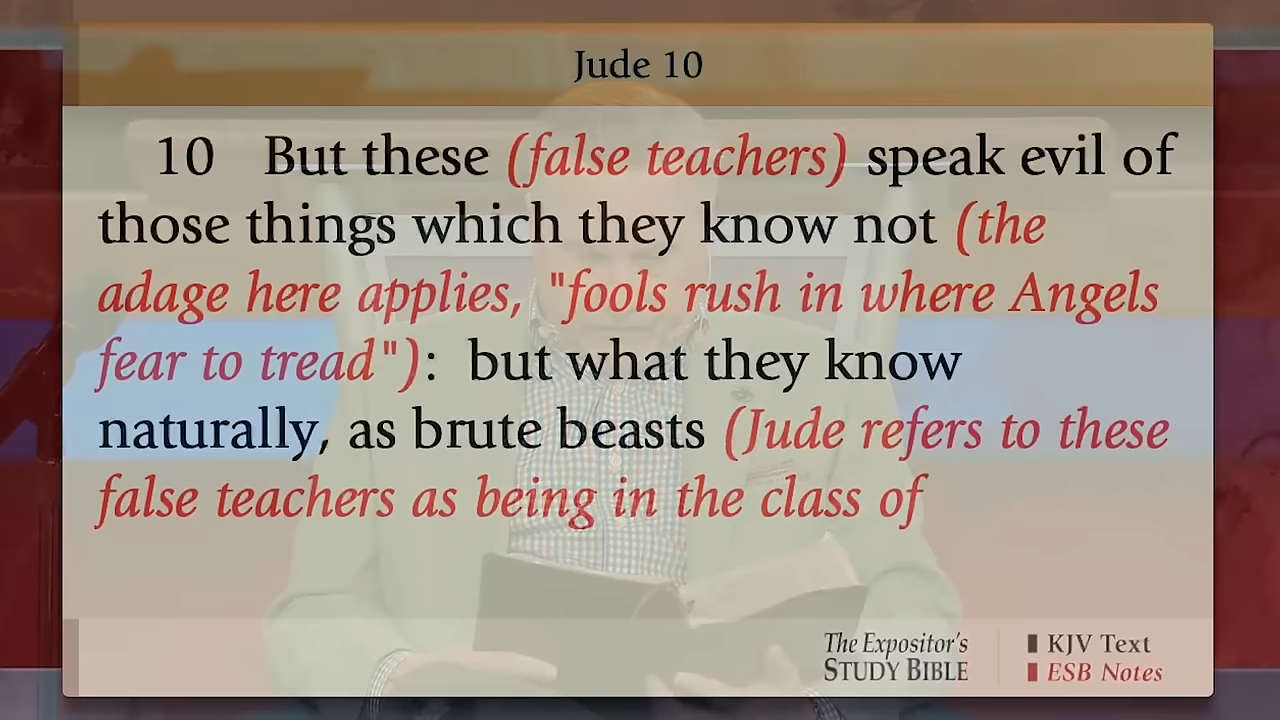 Jude 10
10 But these (false teachers) speak evil of
those things which they know not (the
adage here applies, "fools rush in where Angels
fear to tread"): but what they know
naturally, as brute beasts (Jude refers to these
false teachers as being in the class of
The Expositor's
STUDY BIBLE
KJV Text
ESB Notes